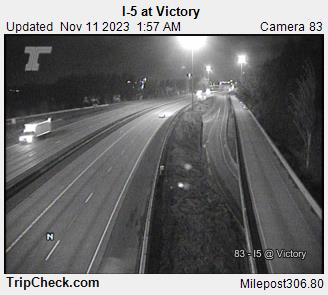 I-5 at Victory
Updated Nov 11 2023 1:57 AM Camera 83
T
N
83 - I5 @ Victory
TripCheck.com Milepost306.80